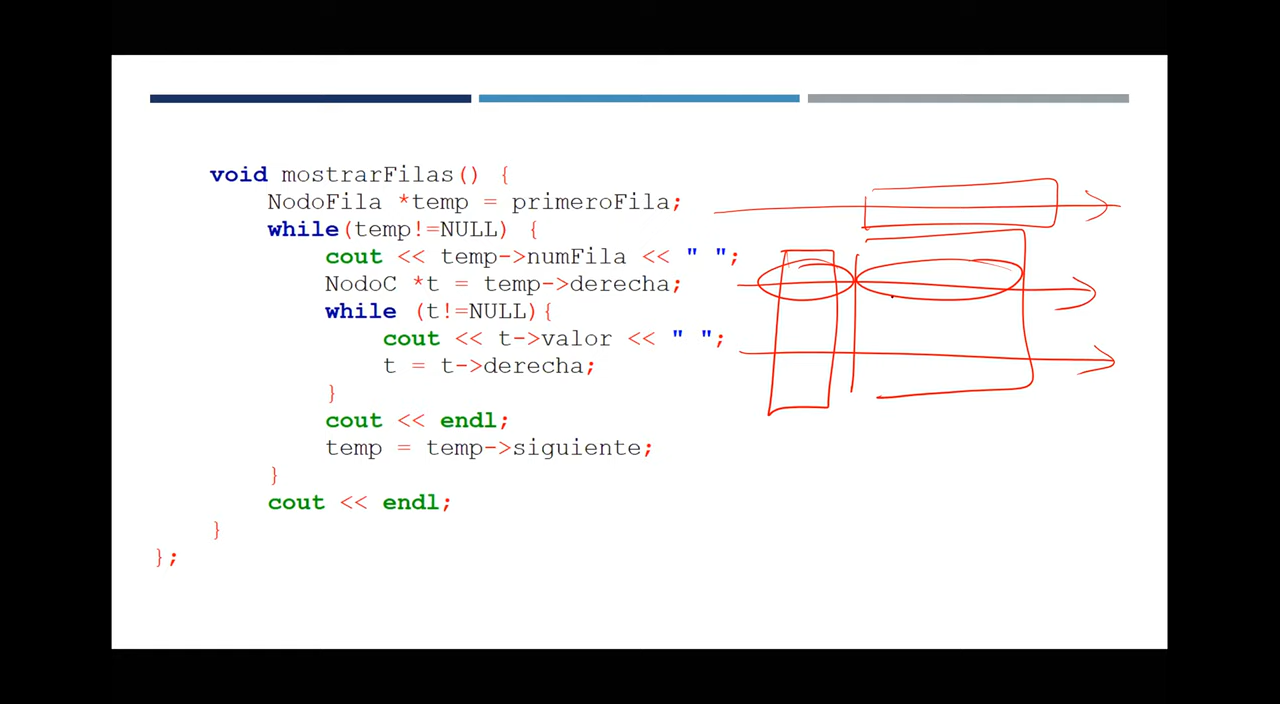 void mostrarFilas() {
NodoFila *temp = primeroFila;
while(temp!=NULL) {
cout << temp->numFila << " ";
NodoC *t = temp->derecha;
while (t!=NULL){
cout << t->valor << " ";
t = t->derecha;
}
cout << endl;
temp = temp->siguiente;
}
cout << endl;
}
};